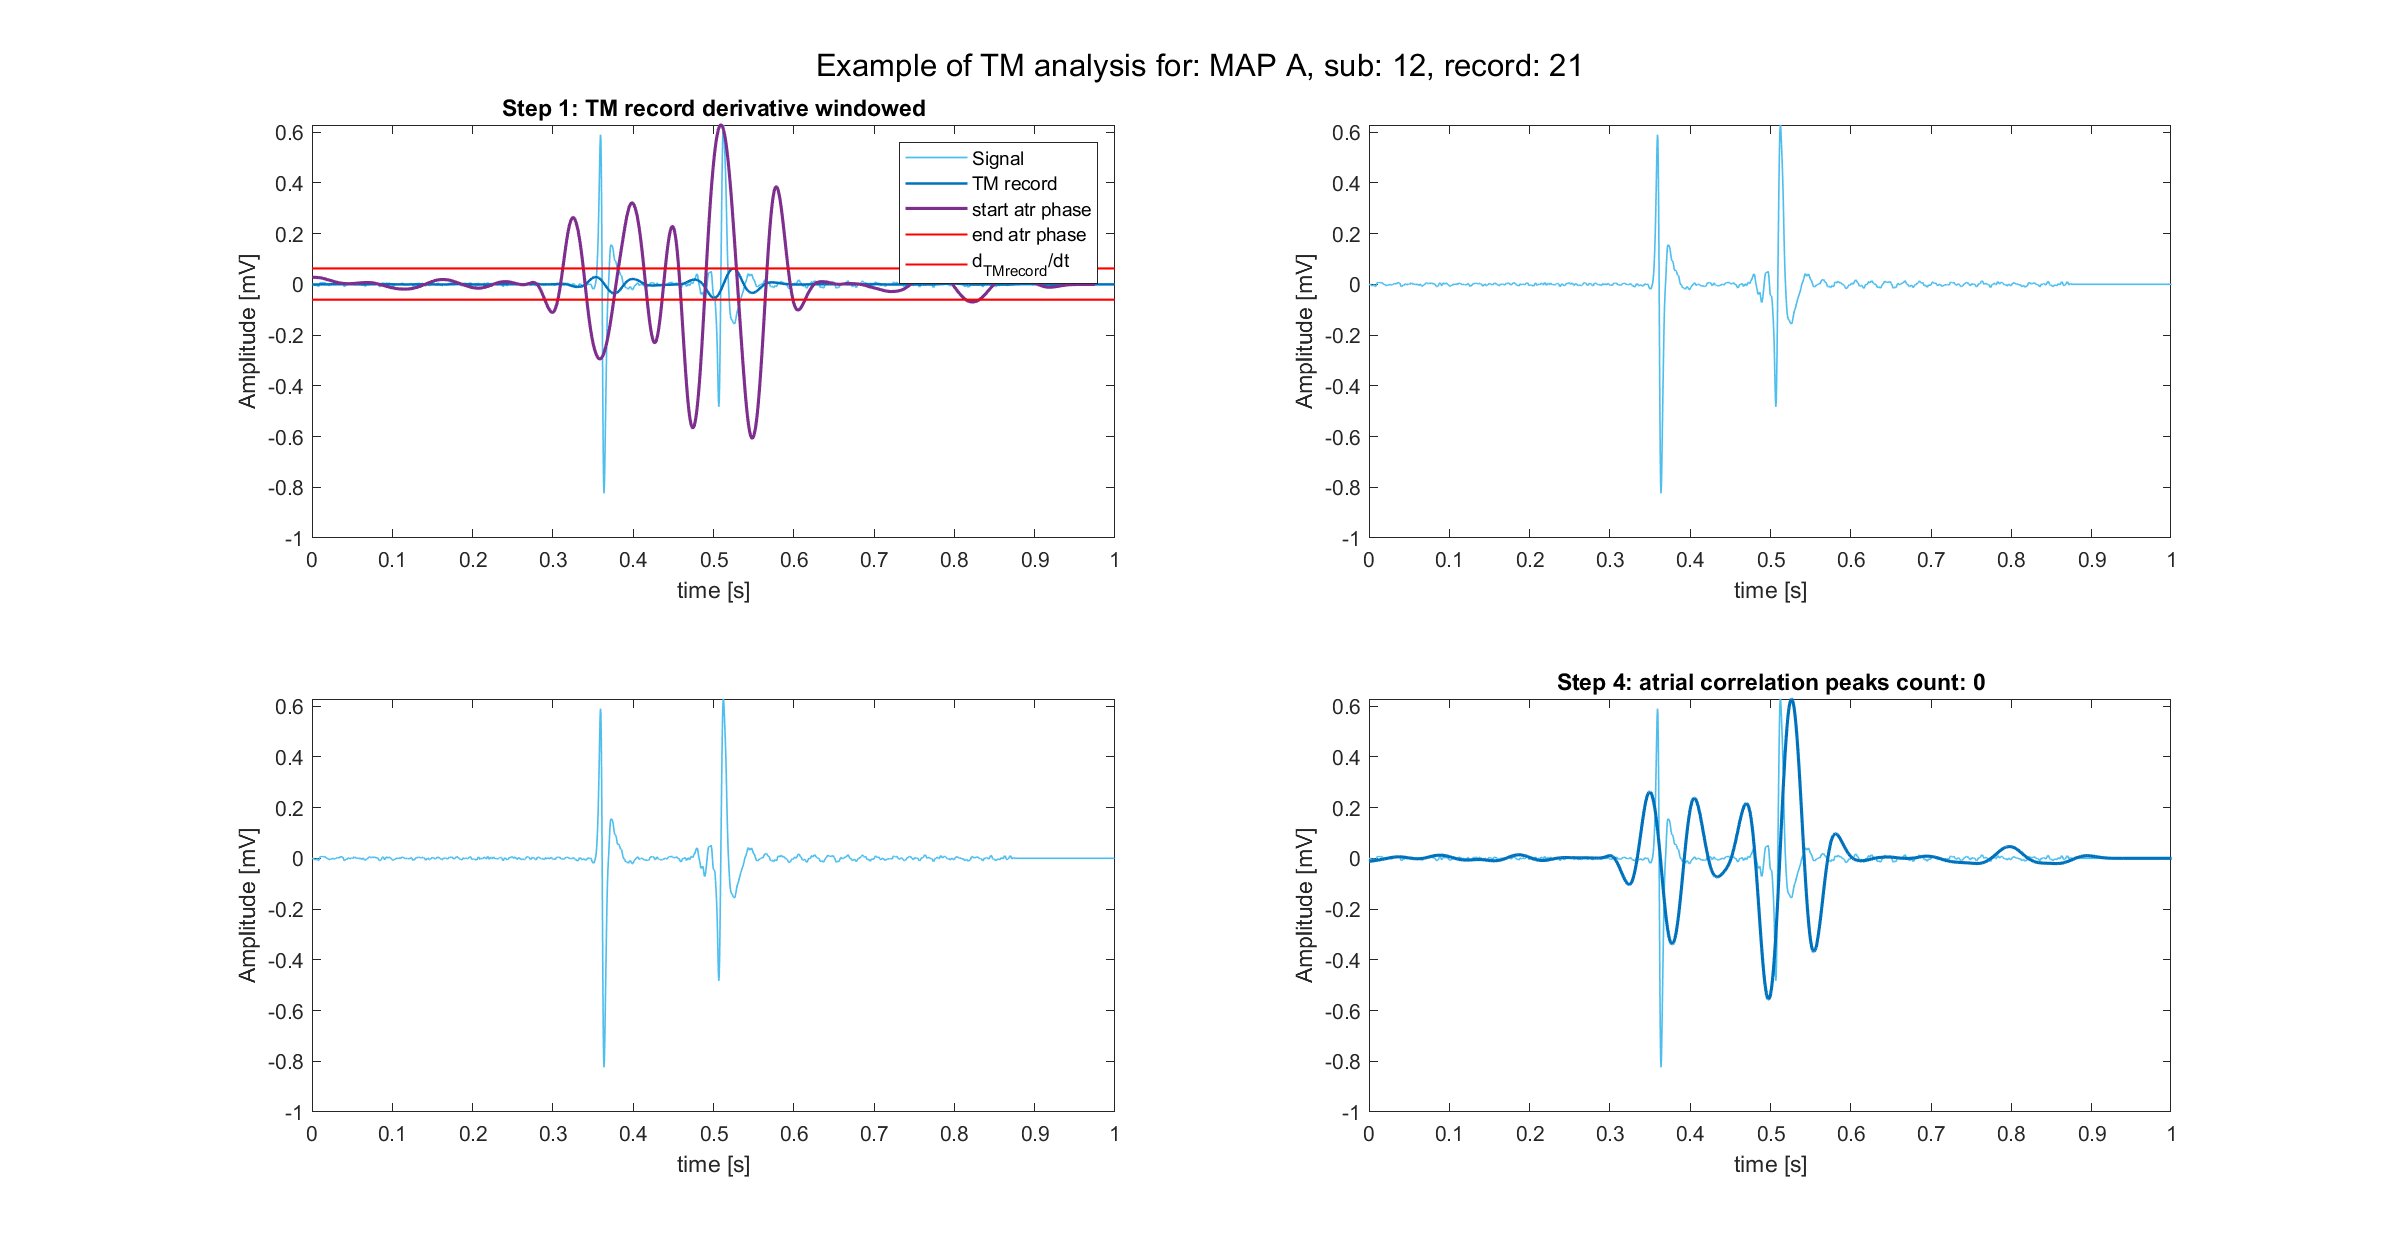 Example of TM analysis for: MAP A, sub: 12, record: 21
Step 1: TM record derivative windowed
0.6
0.4
0.2
0
-0.2
-0.4
-0.6
-0.8
-1
Amplitude [mV]
Signal
TM record
start atr phase
end atr phase
dTMrecord/dt
0 0.1 0.2 0.3 0.4 0.5 0.6 0.7 0.8 0.9 1
time [s]
0.6
0.4
0.2
0
-0.2
-0.4
-0.6
-0.8
-1
Amplitude [mV]
0 0.1 0.2 0.3 0.4 0.5 0.6 0.7 0.8 0.9 1
time [s]
0.6
0.4
0.2
0
-0.2
-0.4
-0.6
-0.8
-1
Amplitude [mV]
0 0.1 0.2 0.3 0.4 0.5 0.6 0.7 0.8 0.9 1
time [s]
Step 4: atrial correlation peaks count: 0
0.6
0.4
0.2
0
-0.2
-0.4
-0.6
-0.8
-1
Amplitude [mV]
0 0.1 0.2 0.3 0.4 0.5 0.6 0.7 0.8 0.9 1
time [s]